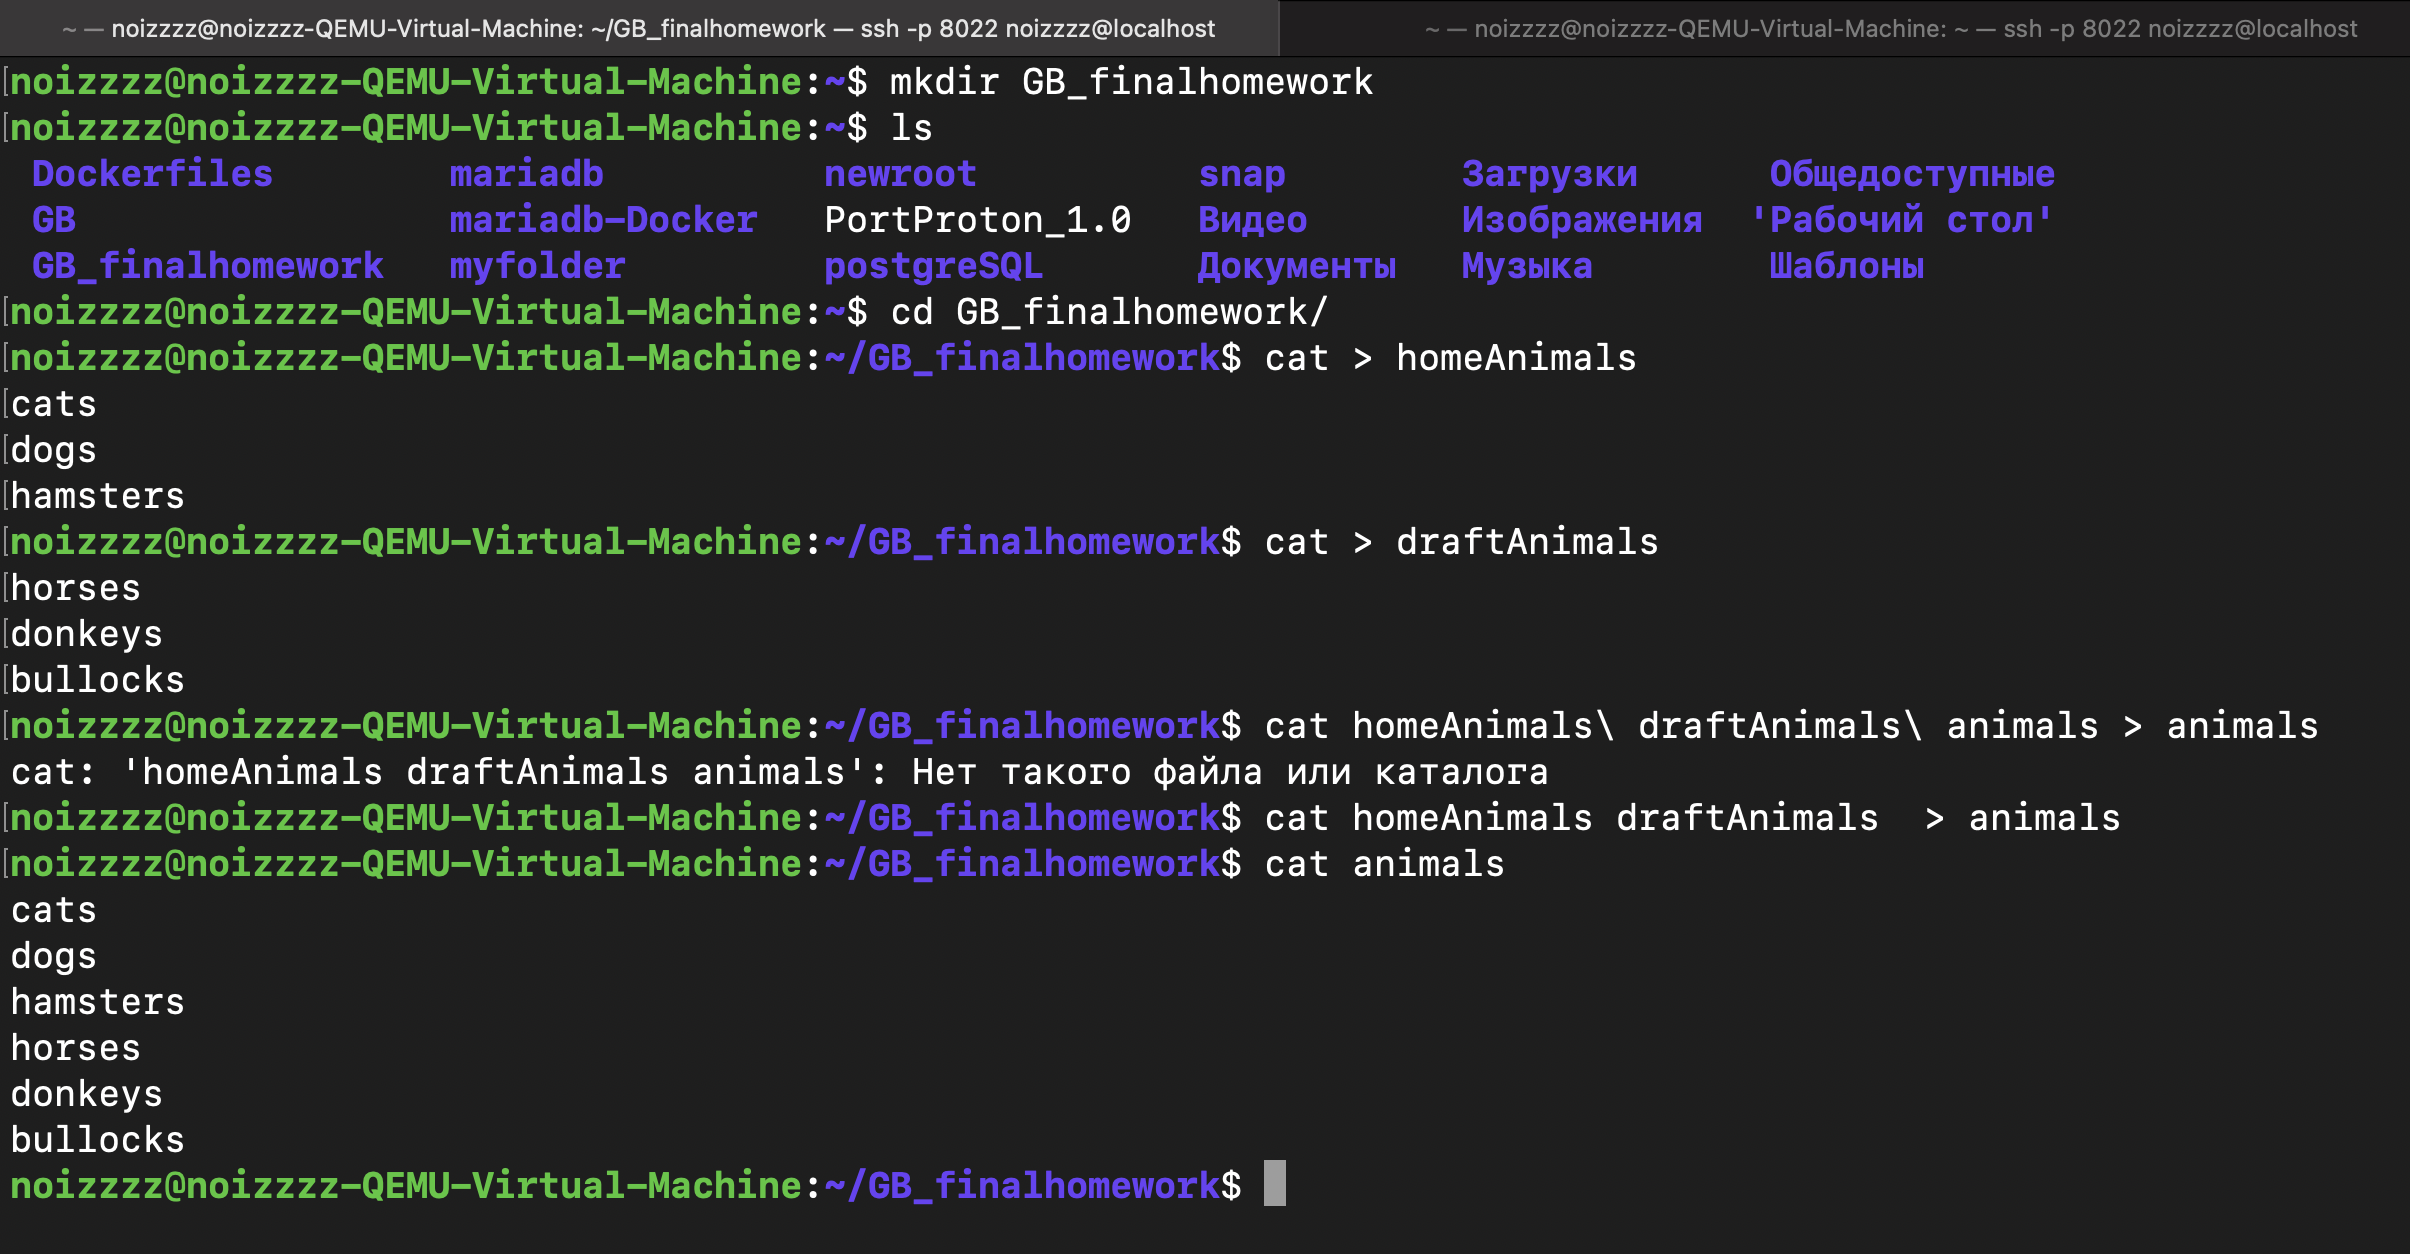 ~ — noizzzz@noizzzz-QEMU-Virtual-Machine: ~/GB_finalhomework — ssh -p 8022 noizzzz@localhost ~ — noizzzz@noizzzz-QEMU-Virtual-Machine: ~ — ssh -p 8022 noizzzz@localhost
[noizzzz@noizzzz-QEMU-Virtual-Machine:~$ mkdir GB_finalhomework
[noizzzz@noizzzz-QEMU-Virtual-Machine:~$ ls
Dockerfiles mariadb newroot snap Загрузки Общедоступные
GB mariadb-Docker PortProton_1.0 Видео Изображения 'Рабочий стол'
GB_finalhomework myfolder postgreSQL Документы Музыка Шаблоны
[noizzzz@noizzzz-QEMU-Virtual-Machine:~$ cd GB_finalhomework/
[noizzzz@noizzzz-QEMU-Virtual-Machine:~/GB_finalhomework$ cat > homeAnimals
[cats
[dogs
[hamsters
[noizzzz@noizzzz-QEMU-Virtual-Machine:~/GB_finalhomework$ cat > draftAnimals
[horses
[donkeys
[bullocks
[noizzzz@noizzzz-QEMU-Virtual-Machine:~/GB_finalhomework$ cat homeAnimals\ draftAnimals\ animals > animals
cat: 'homeAnimals draftAnimals animals': Нет такого файла или каталога
[noizzzz@noizzzz-QEMU-Virtual-Machine:~/GB_finalhomework$ cat homeAnimals draftAnimals  > animals
[noizzzz@noizzzz-QEMU-Virtual-Machine:~/GB_finalhomework$ cat animals
cats
dogs
hamsters
horses
donkeys
bullocks
noizzzz@noizzzz-QEMU-Virtual-Machine:~/GB_finalhomework$